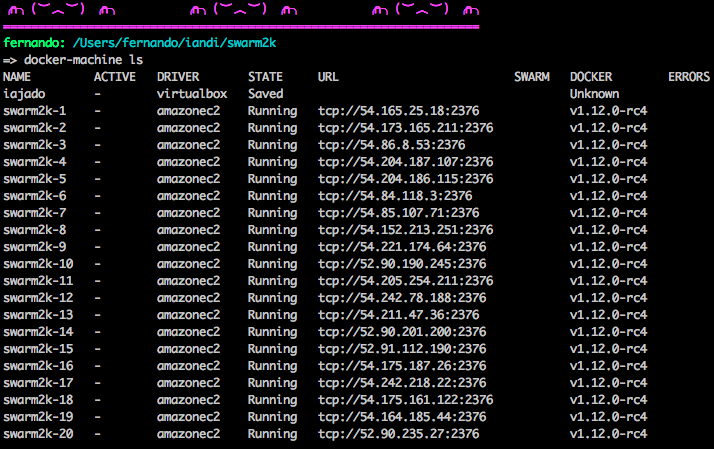 fernando: /Users/fernando/iandi/swarm2k
=> docker-machine ls
NAME ACTIVE DRIVER STATE URL SWARM DOCKER ERRORS
iajado - virtualbox Saved Unknown
swarm2k-1 - amazonec2 Running tcp://54.165.25.18:2376 v1.12.0-rc4
swarm2k-2 - amazonec2 Running tcp://54.173.165.211:2376 v1.12.0-rc4
swarm2k-3 - amazonec2 Running tcp://54.86.8.53:2376 v1.12.0-rc4
swarm2k-4 - amazonec2 Running tcp://54.204.187.107:2376 v1.12.0-rc4
swarm2k-5 - amazonec2 Running tcp://54.204.186.115:2376 v1.12.0-rc4
swarm2k-6 - amazonec2 Running tcp://54.84.118.3:2376 v1.12.0-rc4
swarm2k-7 - amazonec2 Running tcp://54.85.107.71:2376 v1.12.0-rc4
swarm2k-8 - amazonec2 Running tcp://54.152.213.251:2376 v1.12.0-rc4
swarm2k-9 - amazonec2 Running tcp://54.221.174.64:2376 v1.12.0-rc4
swarm2k-10 - amazonec2 Running tcp://52.90.190.245:2376 v1.12.0-rc4
swarm2k-11 - amazonec2 Running tcp://54.205.254.211:2376 v1.12.0-rc4
swarm2k-12 - amazonec2 Running tcp://54.242.78.188:2376 v1.12.0-rc4
swarm2k-13 - amazonec2 Running tcp://54.211.47.36:2376 v1.12.0-rc4
swarm2k-14 - amazonec2 Running tcp://52.90.201.200:2376 v1.12.0-rc4
swarm2k-15 - amazonec2 Running tcp://52.91.112.190:2376 v1.12.0-rc4
swarm2k-16 - amazonec2 Running tcp://54.175.187.26:2376 v1.12.0-rc4
swarm2k-17 - amazonec2 Running tcp://54.242.218.22:2376 v1.12.0-rc4
swarm2k-18 - amazonec2 Running tcp://54.175.161.122:2376 v1.12.0-rc4
swarm2k-19 - amazonec2 Running tcp://54.164.185.44:2376 v1.12.0-rc4
swarm2k-20 - amazonec2 Running tcp://52.90.235.27:2376 v1.12.0-rc4